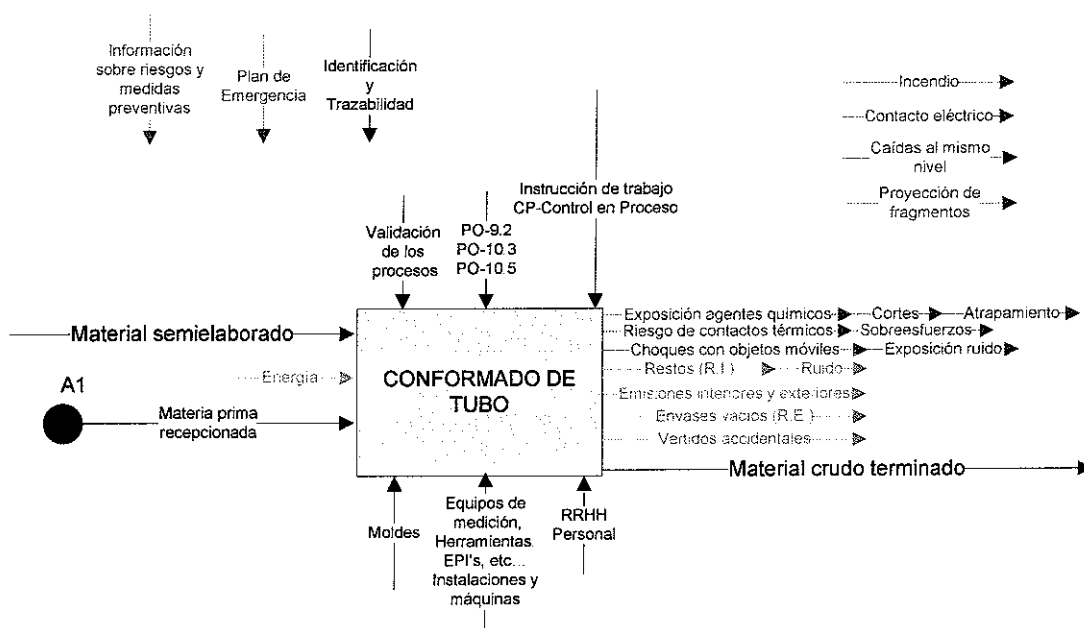 Información
sobre riesgos y
medidas
preventivas
Plan de
Emergencia
Identificación
y
Trazabilidad
Incendio
Contacto eléctrico
Caídas al mismo
nivel
Proyección de
fragmentos
Instrucción de trabajo
CP-Control en Proceso
Validación
de los
procesos
PO-9.2
PO-10.3
PO-10.5
Material semielaborado
Energía
A1
Materia prima
recepcionada
CONFORMADO DE
TUBO
Exposición agentes químicos Cortes Atrapamiento
Riesgo de contactos térmicos Sobreesfuerzos
Choques con objetos móviles Exposición ruido
Restos (R.I.) Ruido
Emisiones interiores y exteriores
Envases vacíos (R.E.)
Vertidos accidentales
Material crudo terminado
Moldes
Equipos de
medición,
Herramientas.
EPI's, etc...
Instalaciones y
máquinas
RRHH
Personal